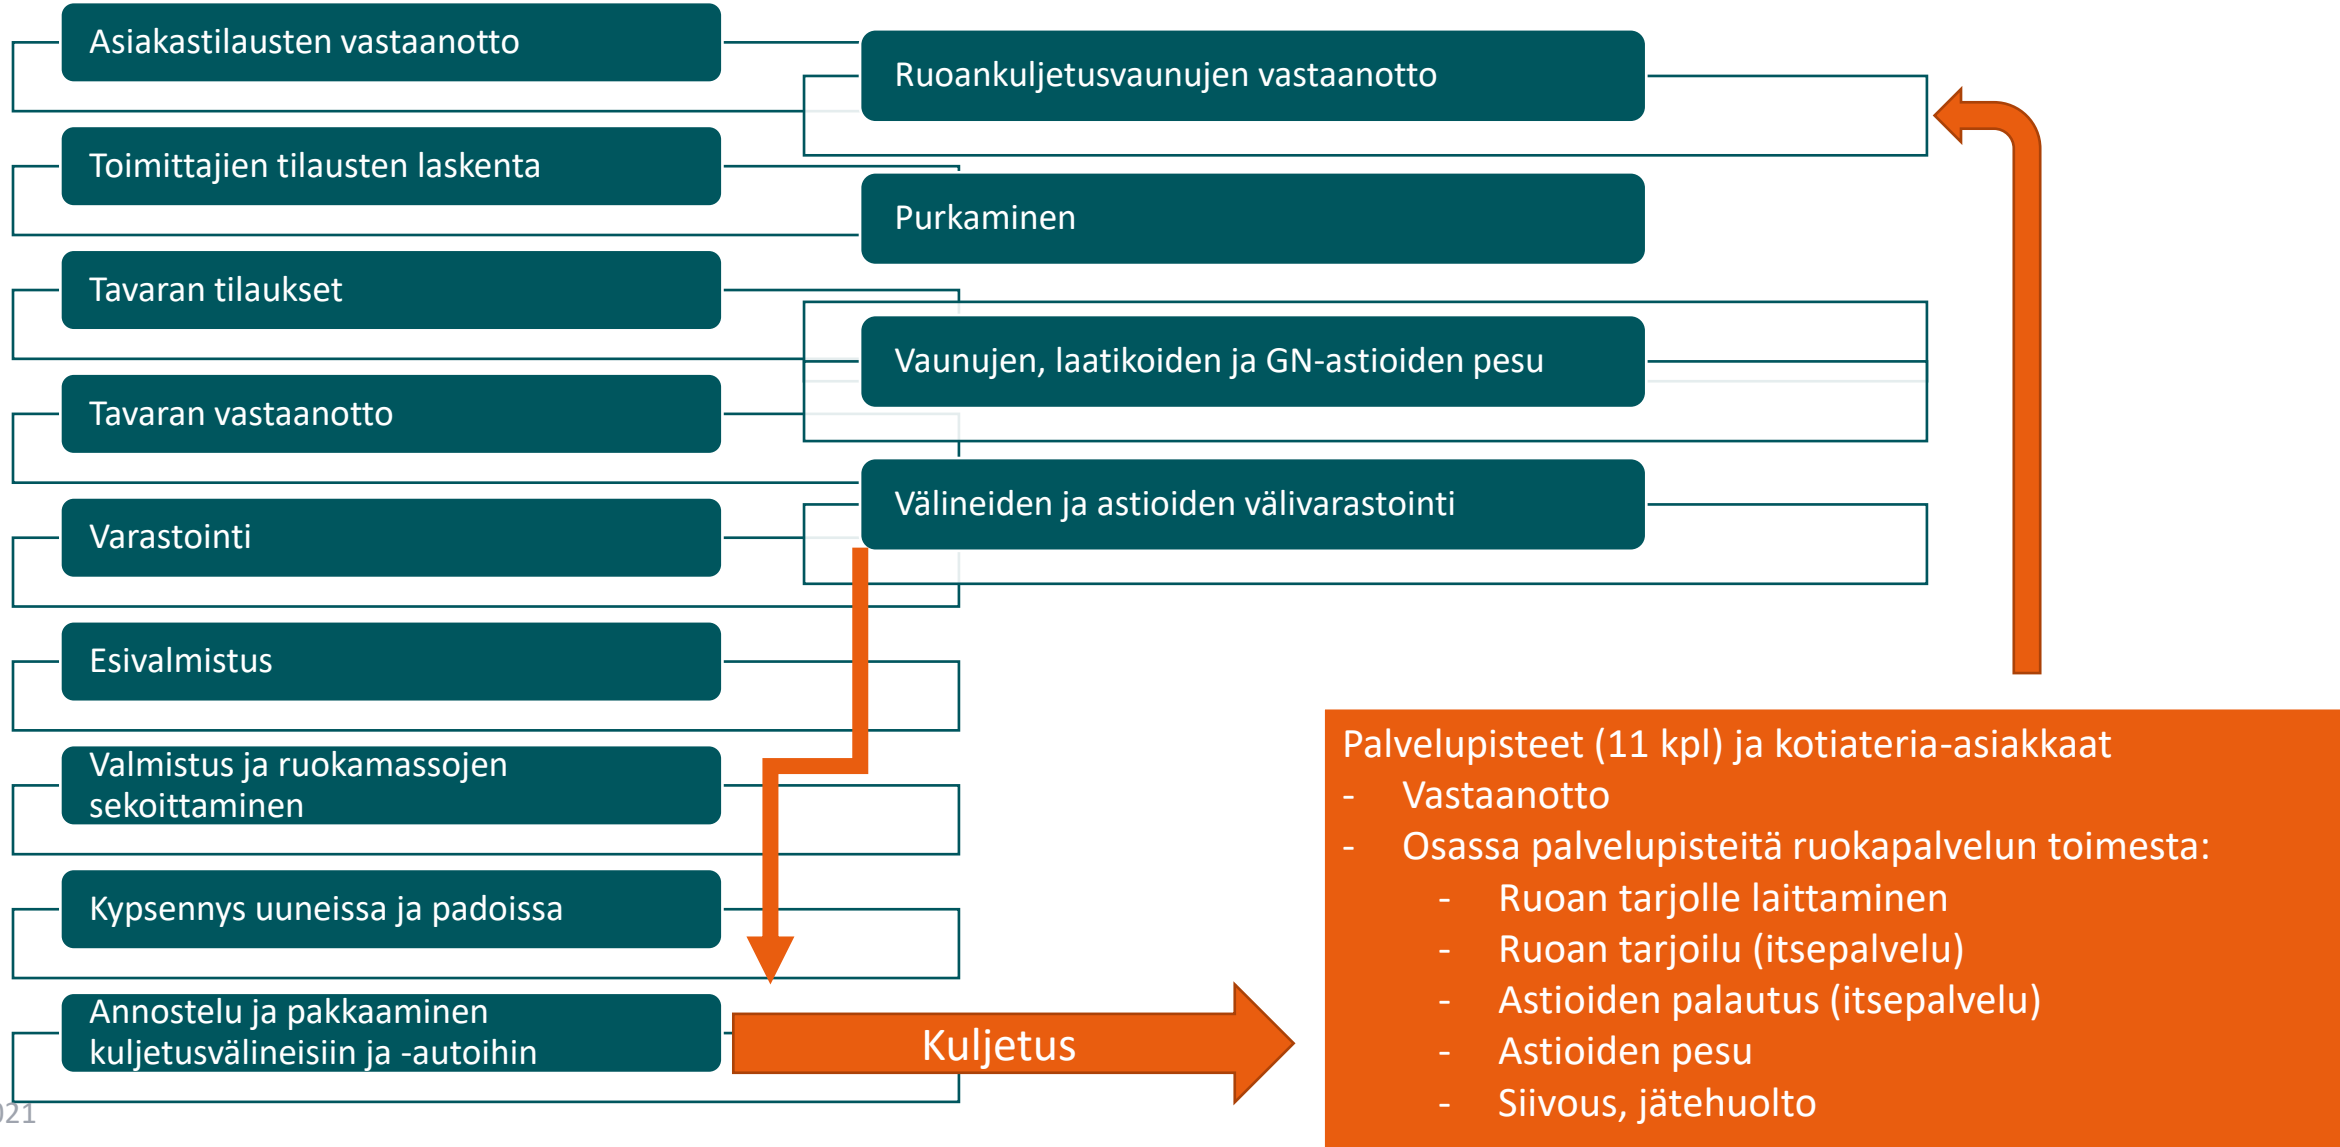 Asiakastilausten vastaanotto
Toimittajien tilausten laskenta
Tavaran tilaukset
Tavaran vastaanotto
Varastointi
Esivalmistus
Valmistus ja ruokamassojen
sekoittaminen
Kypsennys uuneissa ja padoissa
Annostelu ja pakkaaminen
kuljetusvälineisiin ja -autoihin
Ruoankuljetusvaunujen vastaanotto
Purkaminen
Vaunujen, laatikoiden ja GN-astioiden pesu
Välineiden ja astioiden välivarastointi
Kuljetus
Palvelupisteet (11 kpl) ja kotiateria-asiakkaat
- Vastaanotto
- Osassa palvelupisteitä ruokapalvelun toimesta:
- Ruoan tarjolle laittaminen
- Ruoan tarjoilu (itsepalvelu)
- Astioiden palautus (itsepalvelu)
- Astioiden pesu
- Siivous, jätehuolto